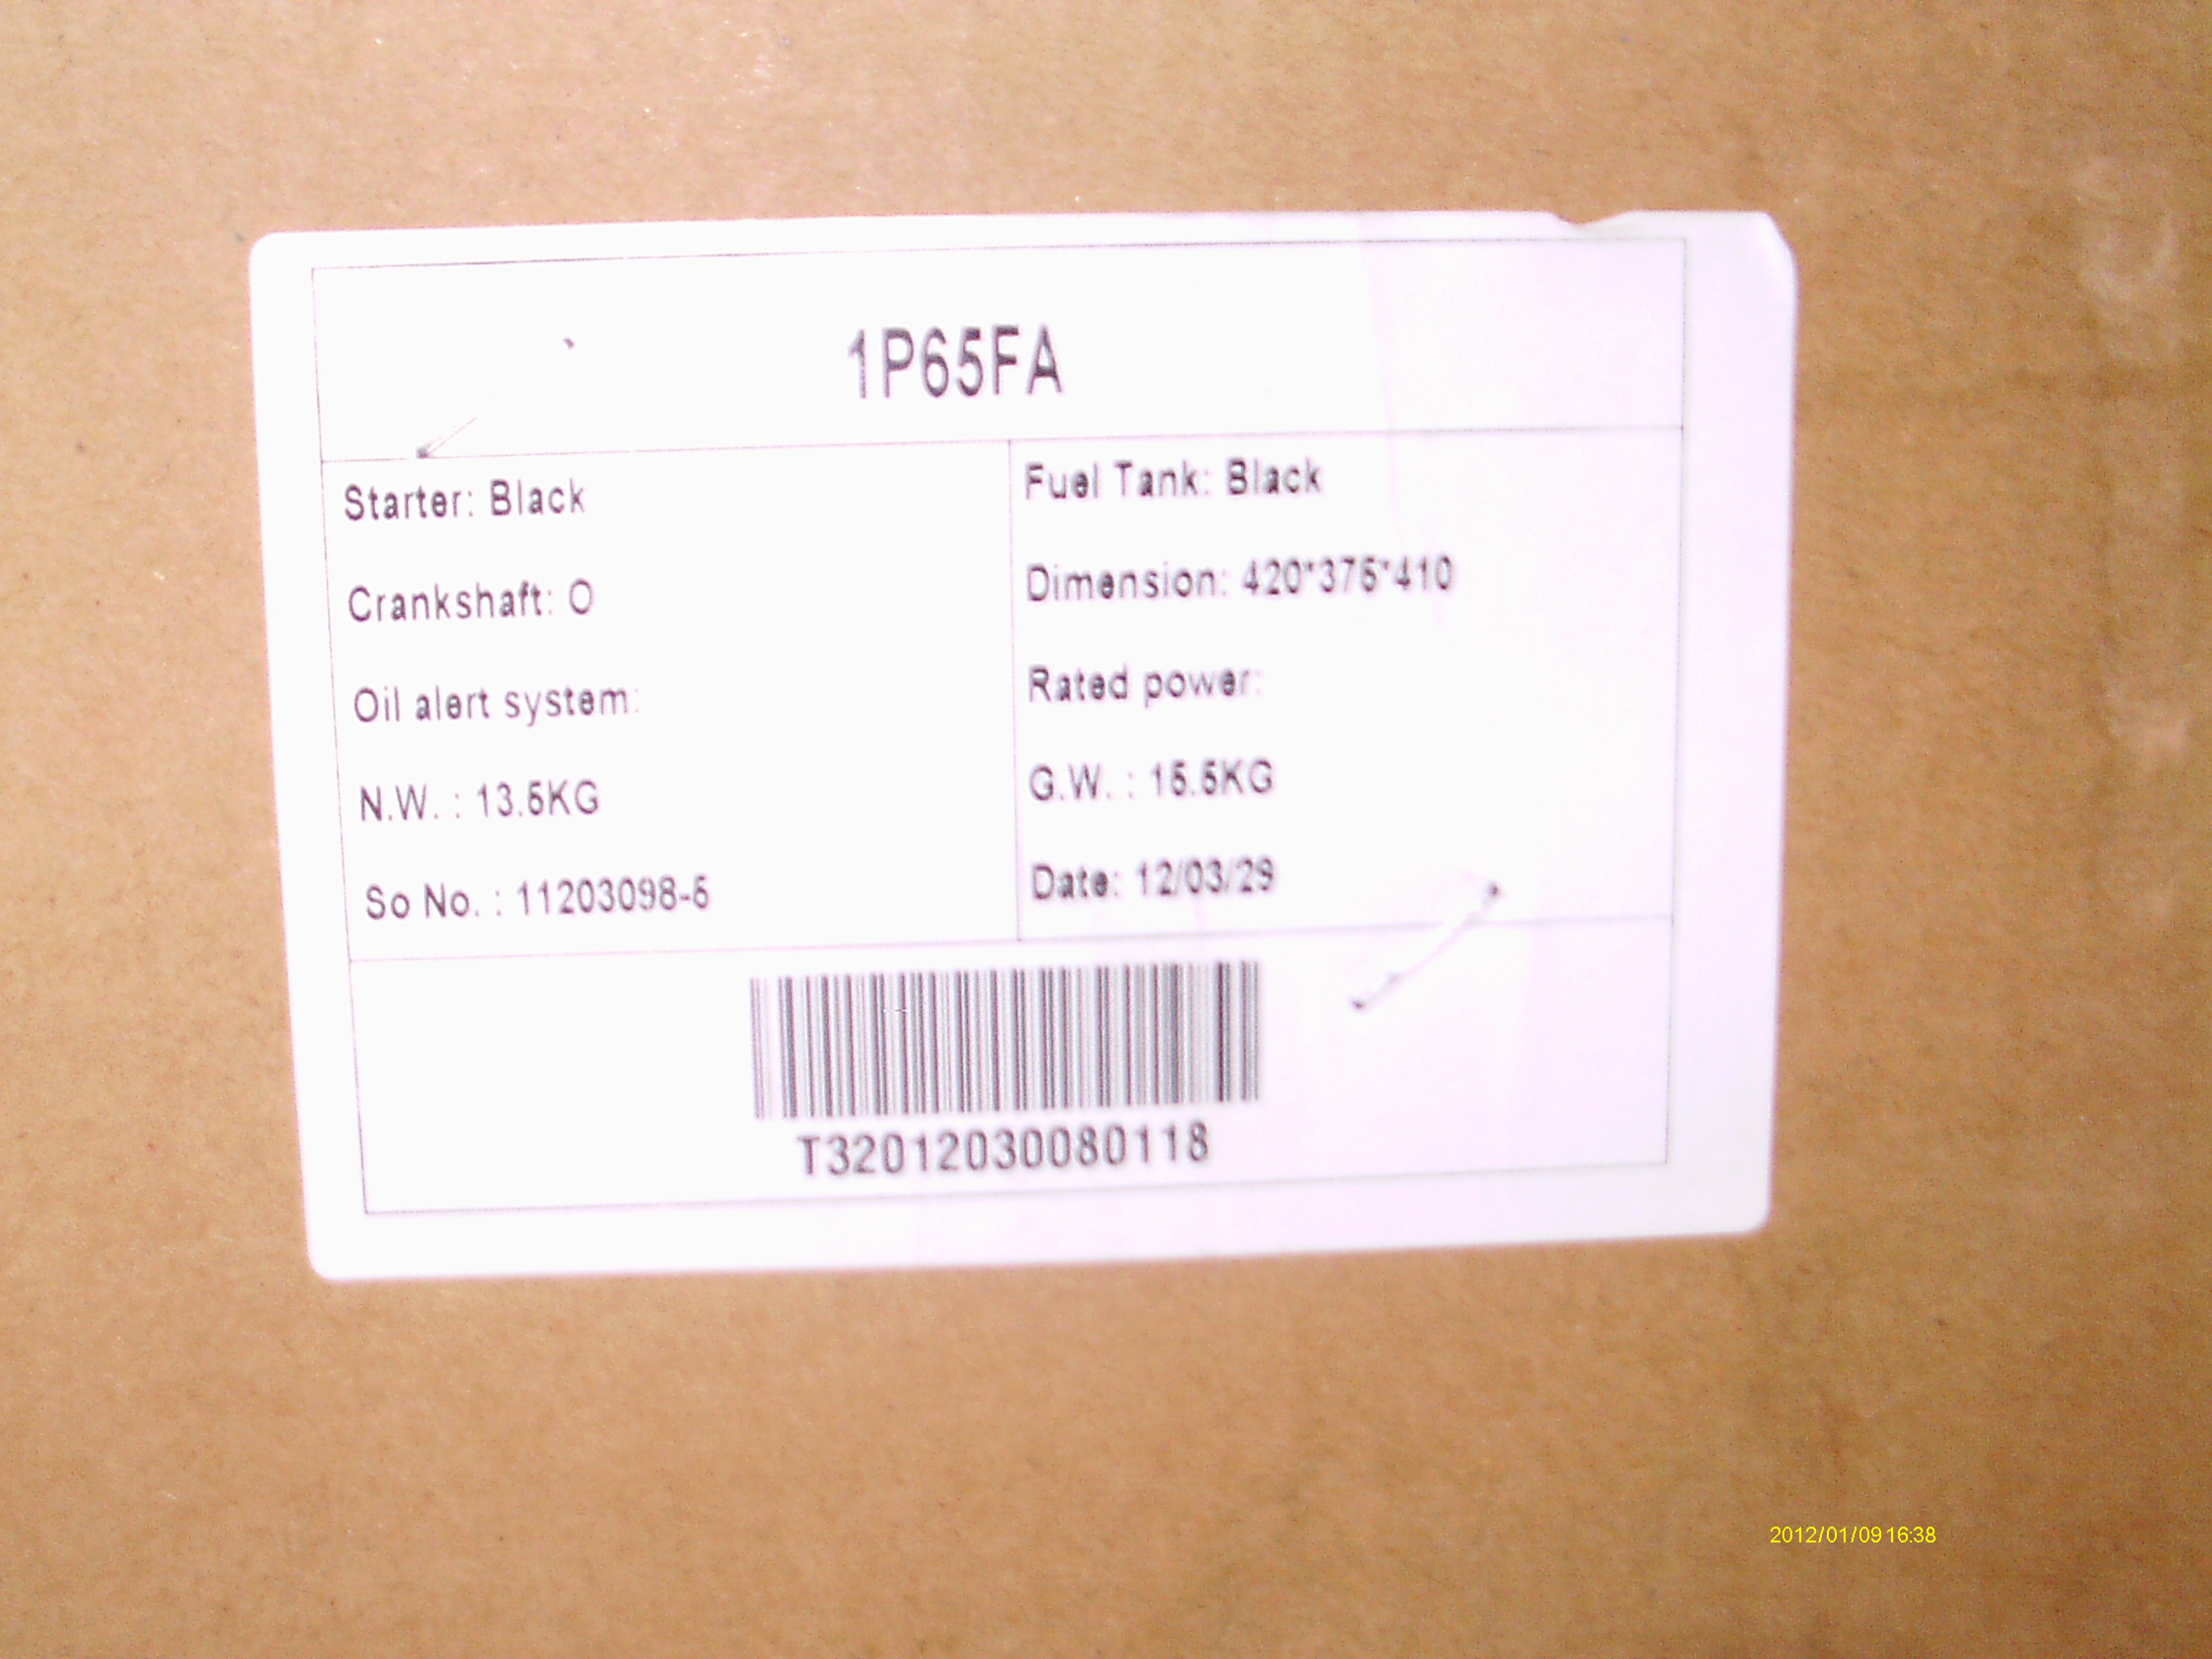 1P65FA
Starter: Black
Fuel Tank: Black
Crankshaft: O
Dimension: 420*375*410
Oil alert system:
Rated power:
N.W. : 13.5KG
G.W. : 15.5KG
So No. : 11203098-5
Date: 12/03/29
T32012030080118
2012/01/09 16:38